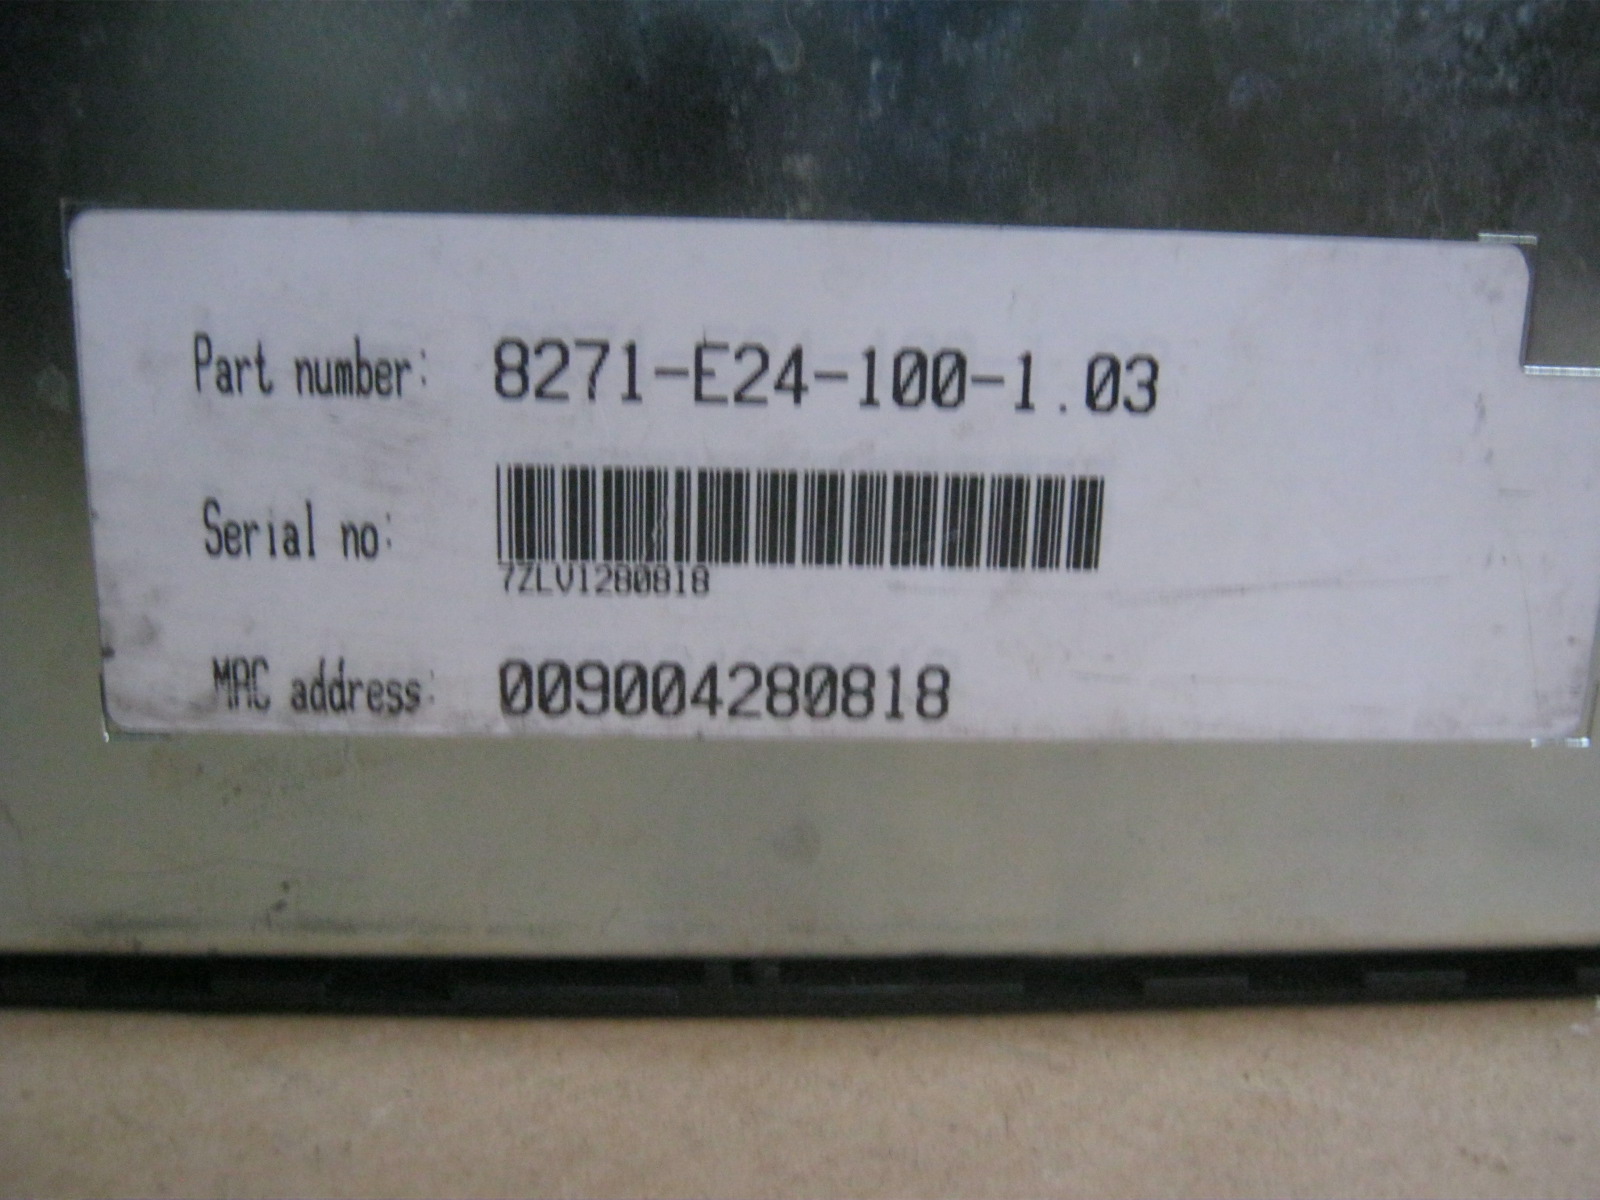 Part number: 8271-E24-100-1.03
Serial no:
7ZLV1280818
MAC address: 009004280818